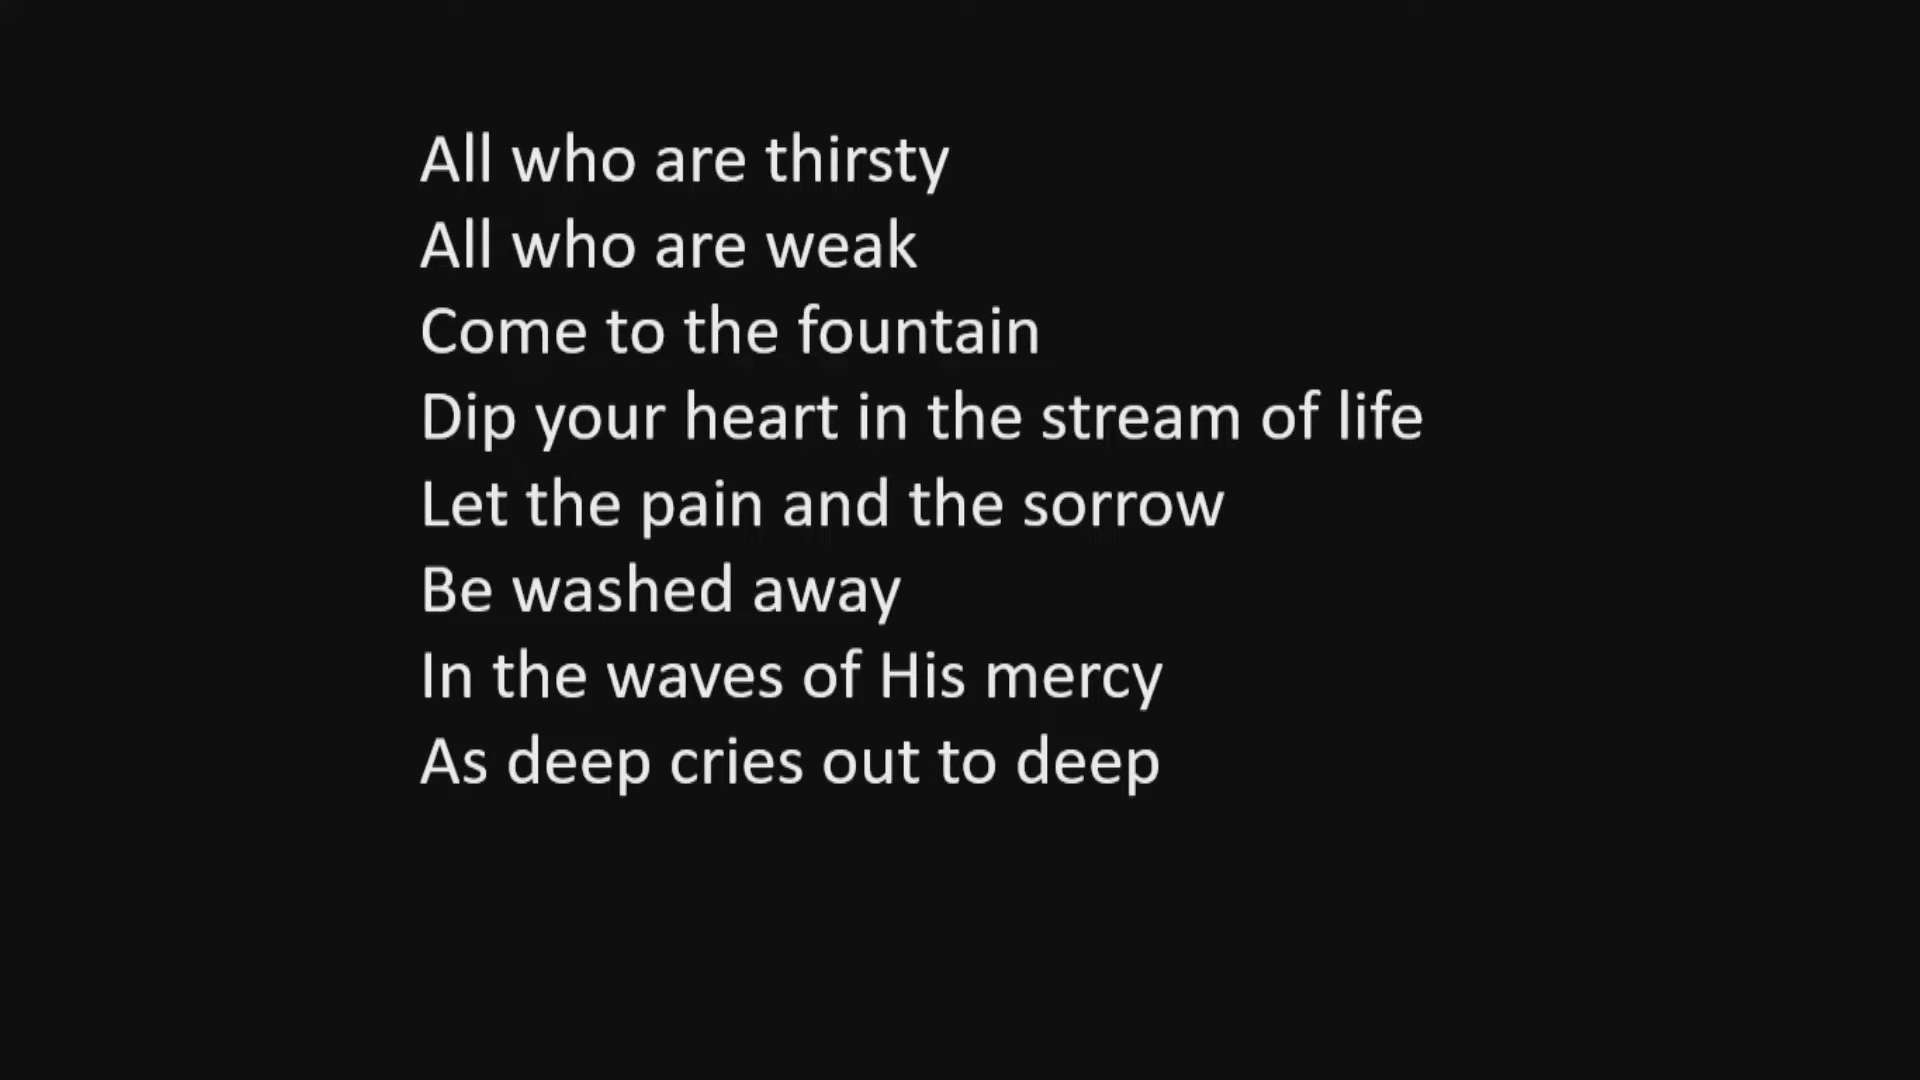 All who are thirsty
All who are weak
Come to the fountain
Dip your heart in the stream of life
Let the pain and the sorrow
Be washed away
In the waves of His mercy
As deep cries out to deep